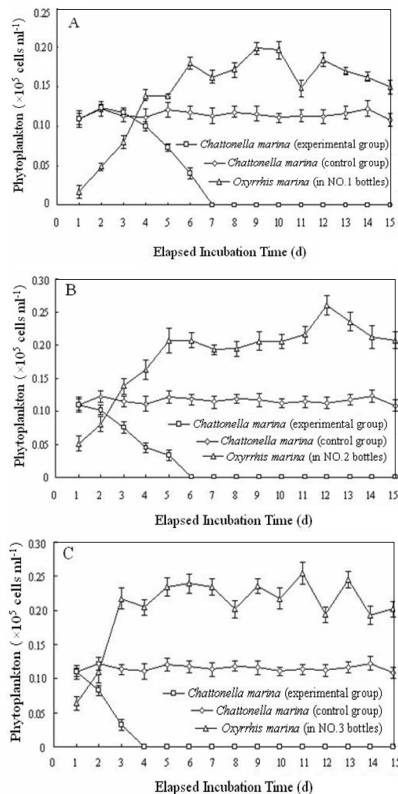 A
Phytoplankton (×10⁵ cells ml⁻¹)
0.25
0.20
0.15
0.10
0.05
0
Chattonella marina (experimental group)
Chattonella marina (control group)
Oxyrrhis marina (in NO.1 bottles)
0 1 2 3 4 5 6 7 8 9 10 11 12 13 14 15
Elapsed Incubation Time (d)
B
Phytoplankton (×10⁵ cells ml⁻¹)
0.30
0.25
0.20
0.15
0.10
0.05
0
Chattonella marina (experimental group)
Chattonella marina (control group)
Oxyrrhis marina (in NO.2 bottles)
0 1 2 3 4 5 6 7 8 9 10 11 12 13 14 15
Elapsed Incubation Time (d)
C
Phytoplankton (×10⁵ cells ml⁻¹)
0.30
0.25
0.20
0.15
0.10
0.05
0
Chattonella marina (experimental group)
Chattonella marina (control group)
Oxyrrhis marina (in NO.3 bottles)
0 1 2 3 4 5 6 7 8 9 10 11 12 13 14 15
Elapsed Incubation Time (d)